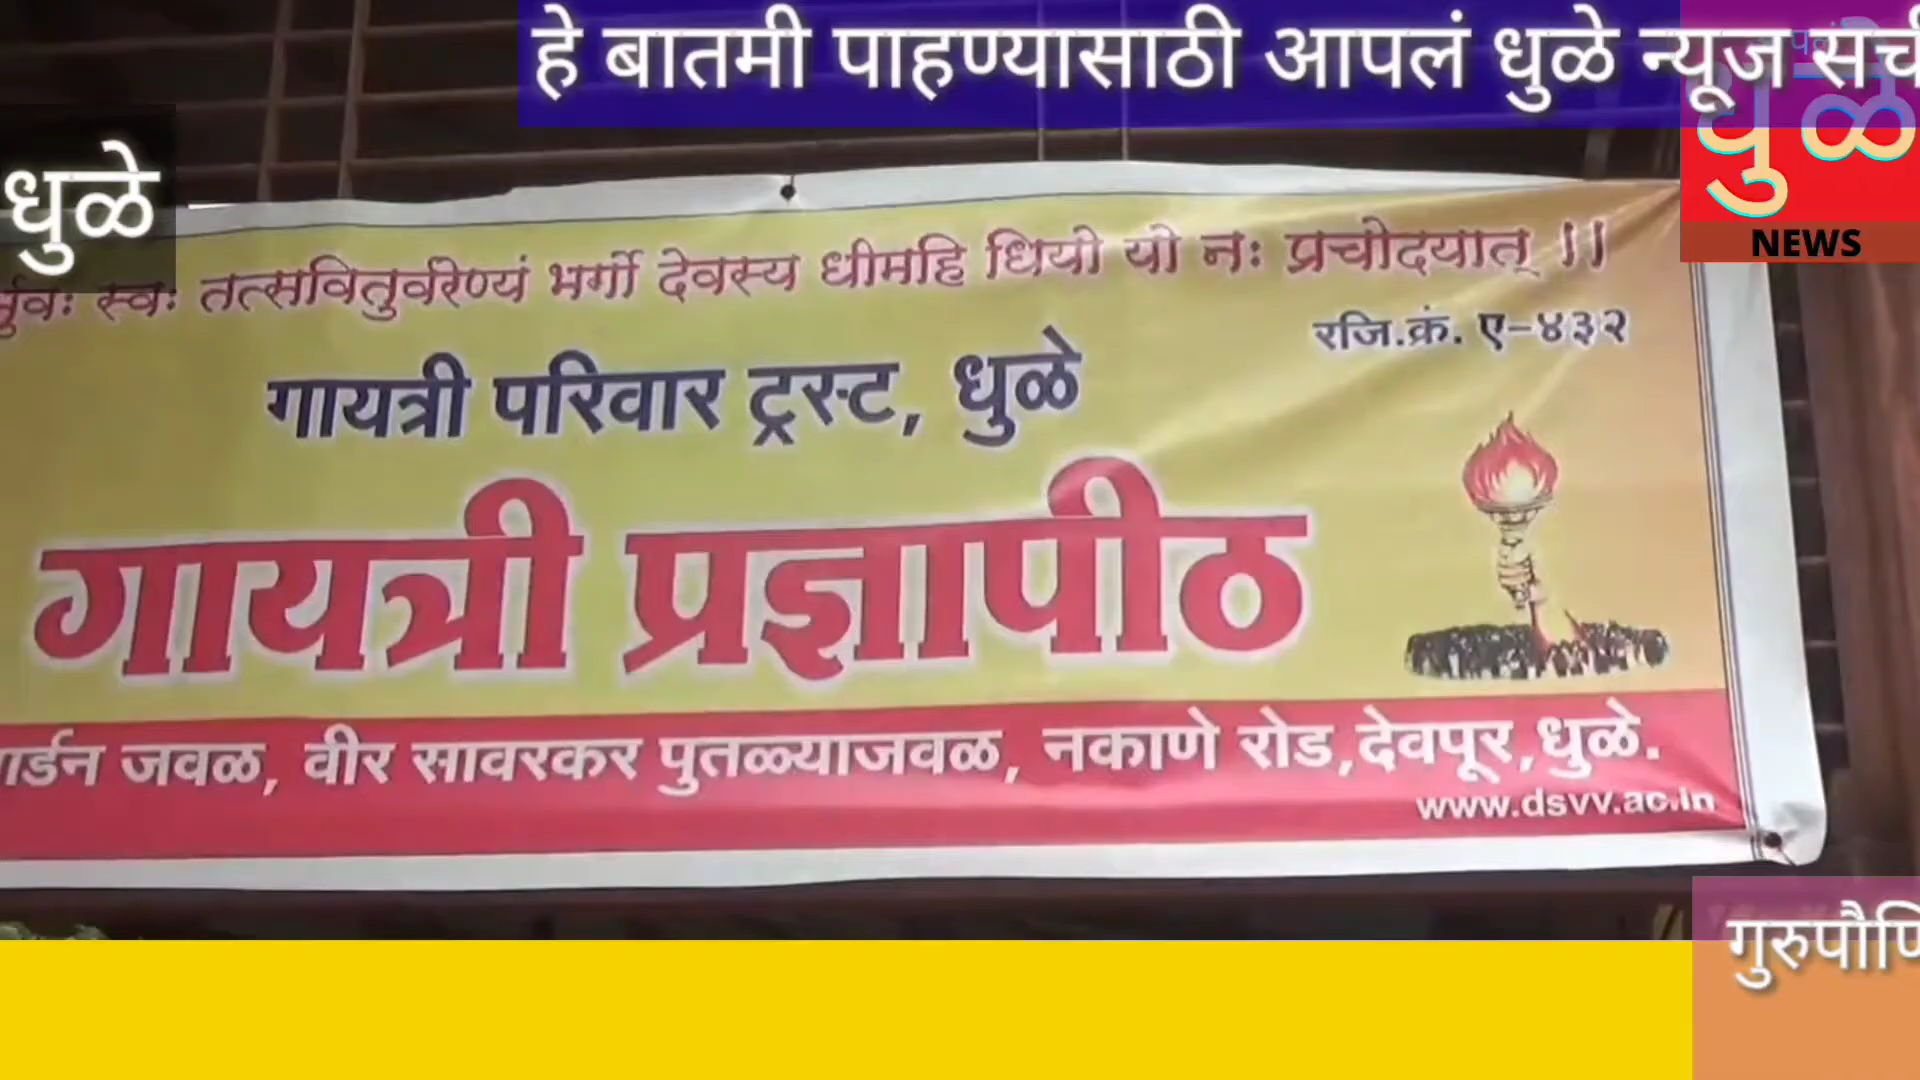 हे बातमी पाहण्यासाठी आपलं धुळे न्यूज सर्च
धुळे
धुळे
NEWS
स्वः तत्सवितुर्वरेण्यं भर्गो देवस्य धीमहि धियो यो नः प्रचोदयात् ।।
रजि.क्रं. ए-४३२
गायत्री परिवार ट्रस्ट, धुळे
गायत्री प्रज्ञापीठ
जवळ, वीर सावरकर पुतळ्याजवळ, नकाणे रोड,देवपूर,धुळे.
www.dsvv.ac.in